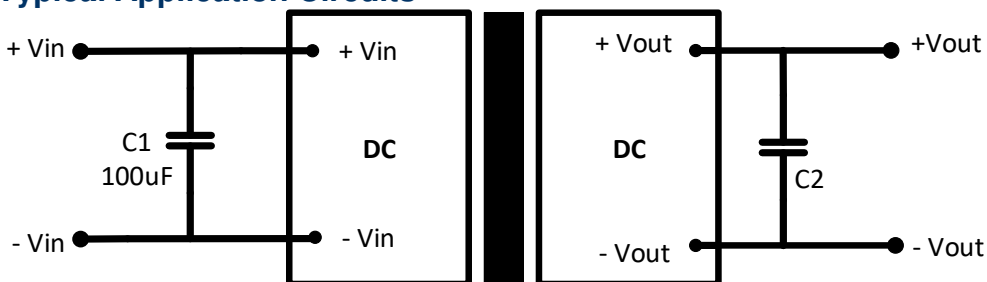 Typical Application Circuits
+ Vin
+ Vin
+ Vout
+Vout
C1
100uF
DC
DC
C2
- Vin
- Vin
- Vout
- Vout